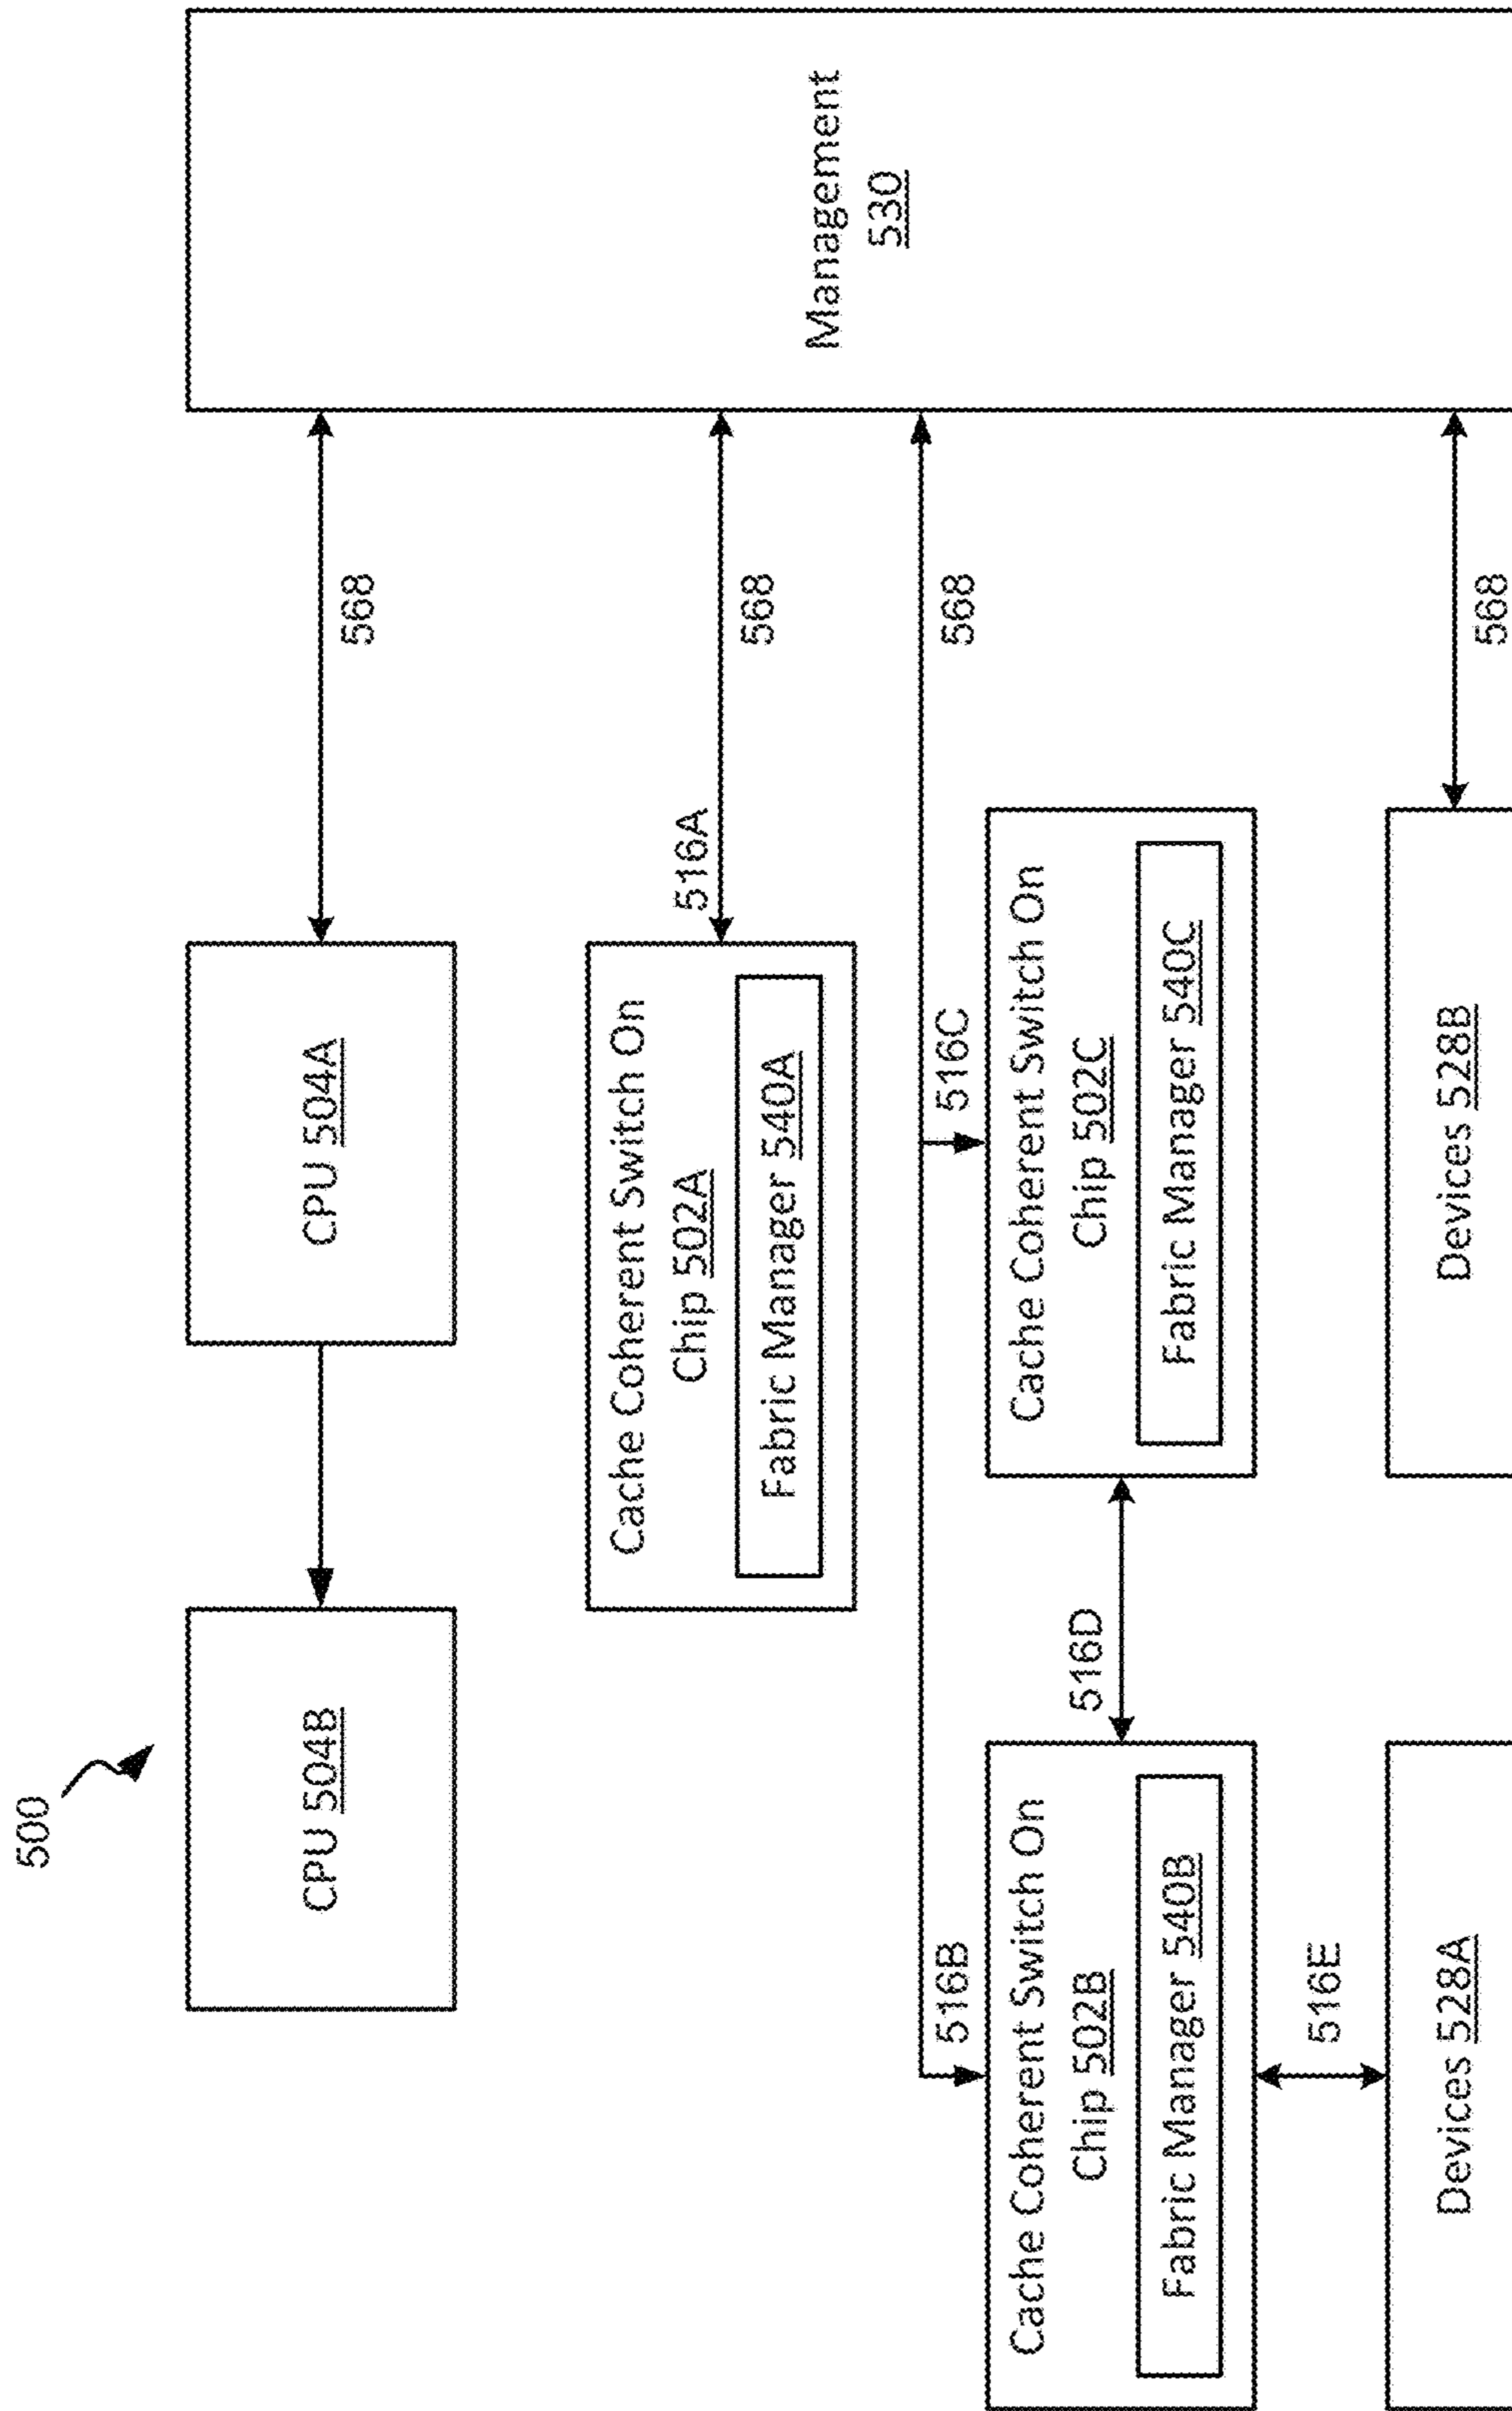 500
CPU 504B
CPU 504A
568
Management
530
Cache Coherent Switch On
Chip 502A
Fabric Manager 540A
516A
568
516B
516C
568
Cache Coherent Switch On
Chip 502B
Fabric Manager 540B
516D
Cache Coherent Switch On
Chip 502C
Fabric Manager 540C
516E
Devices 528A
Devices 528B
568